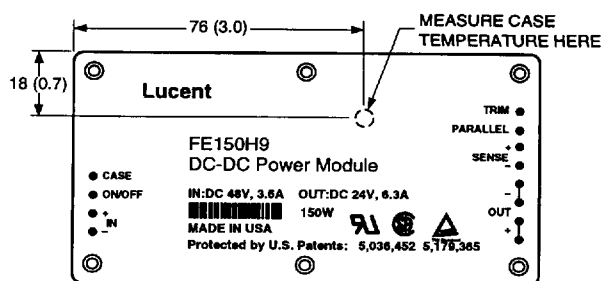 76 (3.0)
MEASURE CASE
TEMPERATURE HERE
18 (0.7)
Lucent
TRIM
PARALLEL
+
SENSE
–
FE150H9
DC-DC Power Module
CASE
ON/OFF
+
IN
–
IN:DC 48V, 3.6A OUT:DC 24V, 6.3A
150W
MADE IN USA
Protected by U.S. Patents: 5,036,452 5,179,365
–
OUT
+